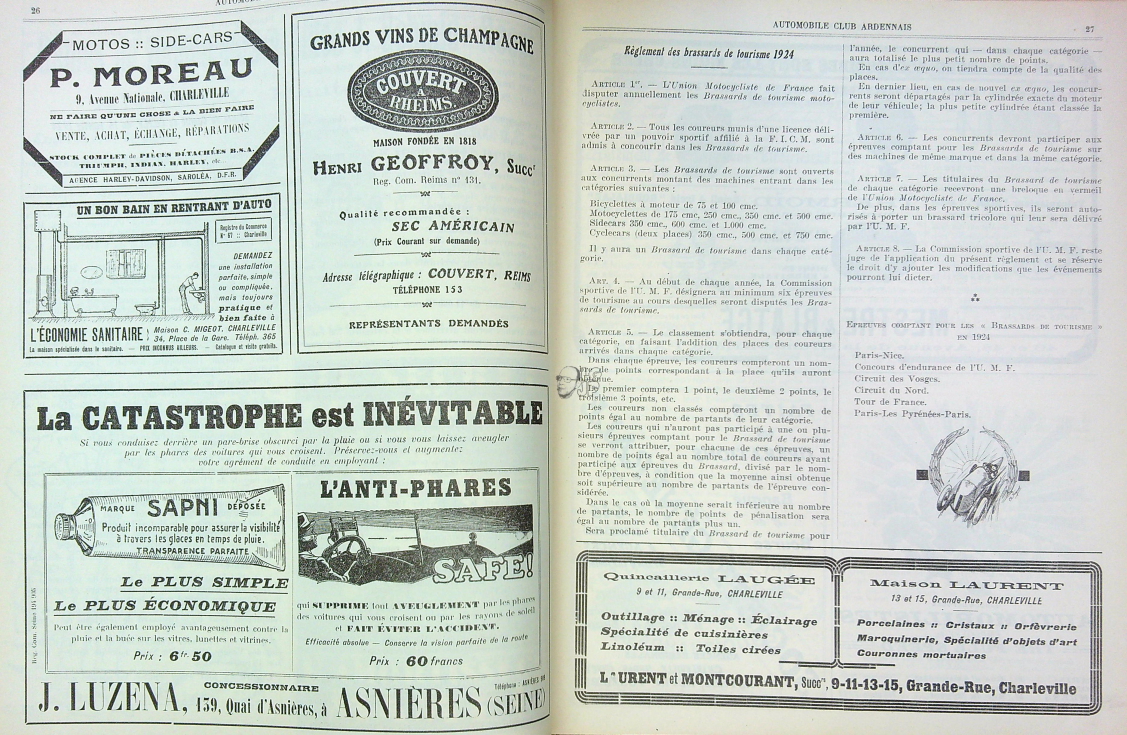 26
MOTOS :: SIDE-CARS
P. MOREAU
9, Avenue Nationale, CHARLEVILLE
NE FAIRE QU'UNE CHOSE & LA BIEN FAIRE
VENTE, ACHAT, ÉCHANGE, RÉPARATIONS
STOCK COMPLET de PIÈCES DÉTACHÉES B.S.A.
TRIUMPH, INDIAN, HARLEY, etc.
AGENCE HARLEY-DAVIDSON, SAROLÉA, D.F.R.
UN BON BAIN EN RENTRANT D'AUTO
Registre du Commerce
N° 67 :: Charleville
DEMANDEZ
une installation
parfaite, simple
ou compliquée,
mais toujours
pratique et
bien faite à
L'ÉCONOMIE SANITAIRE
Maison C. MIGEOT, CHARLEVILLE
34, Place de la Gare. Téléph. 365
La maison spécialisée dans le sanitaire. — PRIX INCONNUS AILLEURS. — Catalogue et visite gratuits.
GRANDS VINS DE CHAMPAGNE
COUVERT
A
RHEIMS
MAISON FONDÉE EN 1818
HENRI GEOFFROY, Succr
Reg. Com. Reims n° 131.
Qualité recommandée :
SEC AMÉRICAIN
(Prix Courant sur demande)
Adresse télégraphique : COUVERT, REIMS
TÉLÉPHONE 153
REPRÉSENTANTS DEMANDÉS
La CATASTROPHE est INÉVITABLE
Si vous conduisez derrière un pare-brise obscurci par la pluie ou si vous vous laissez aveugler
par les phares des voitures qui vous croisent. Préservez-vous et augmentez
votre agrément de conduite en employant :
MARQUE SAPNI DÉPOSÉE
Produit incomparable pour assurer la visibilité
à travers les glaces en temps de pluie.
TRANSPARENCE PARFAITE
Le PLUS SIMPLE
Le PLUS ÉCONOMIQUE
Peut être également employé avantageusement contre la
pluie et la buée sur les vitres, lunettes et vitrines.
Prix : 6 fr. 50
Reg. Com. Seine 191 935
L'ANTI-PHARES
SAFE!
qui SUPPRIME tout AVEUGLEMENT par les phares
des voitures qui vous croisent ou par les rayons de soleil
et FAIT ÉVITER L'ACCIDENT.
Efficacité absolue — Conserve la vision parfaite de la route
Prix : 60 francs
J. LUZENA, CONCESSIONNAIRE
159, Quai d'Asnières, à ASNIÈRES (SEINE)
Téléphone : ASNIÈRES
AUTOMOBILE CLUB ARDENNAIS
27
Règlement des brassards de tourisme 1924
ARTICLE 1er. — L'Union Motocycliste de France fait
disputer annuellement les Brassards de tourisme moto-
cyclistes.
ARTICLE 2. — Tous les coureurs munis d'une licence déli-
vrée par un pouvoir sportif affilié à la F. I. C. M. sont
admis à concourir dans les Brassards de tourisme.
ARTICLE 3. — Les Brassards de tourisme sont ouverts
aux concurrents montant des machines entrant dans les
catégories suivantes :
Bicyclettes à moteur de 75 et 100 cmc.
Motocyclettes de 175 cmc, 250 cmc., 350 cmc. et 500 cmc.
Sidecars 350 cmc., 600 cmc. et 1.000 cmc.
Cyclecars (deux places) 350 cmc., 500 cmc. et 750 cmc.
Il y aura un Brassard de tourisme dans chaque caté-
gorie.
ART. 4. — Au début de chaque année, la Commission
sportive de l'U. M. F. désignera au minimum six épreuves
de tourisme au cours desquelles seront disputés les Bras-
sards de tourisme.
ARTICLE 5. — Le classement s'obtiendra, pour chaque
catégorie, en faisant l'addition des places des coureurs
arrivés dans chaque catégorie.
Dans chaque épreuve, les coureurs compteront un nom-
de points correspondant à la place qu'ils auront
premier comptera 1 point, le deuxième 2 points, le
troisième 3 points, etc.
Les coureurs non classés compteront un nombre de
points égal au nombre de partants de leur catégorie.
Les coureurs qui n'auront pas participé à une ou plu-
sieurs épreuves comptant pour le Brassard de tourisme
se verront attribuer, pour chacune de ces épreuves, un
nombre de points égal au nombre total de coureurs ayant
participé aux épreuves du Brassard, divisé par le nom-
bre d'épreuves, à condition que la moyenne ainsi obtenue
soit supérieure au nombre de partants de l'épreuve con-
sidérée.
Dans le cas où la moyenne serait inférieure au nombre
de partants, le nombre de points de pénalisation sera
égal au nombre de partants plus un.
Sera proclamé titulaire du Brassard de tourisme pour
l'année, le concurrent qui — dans chaque catégorie —
aura totalisé le plus petit nombre de points.
En cas d'ex æquo, on tiendra compte de la qualité des
places.
En dernier lieu, en cas de nouvel ex æquo, les concur-
rents seront départagés par la cylindrée exacte du moteur
de leur véhicule; la plus petite cylindrée étant classée la
première.
ARTICLE 6. — Les concurrents devront participer aux
épreuves comptant pour les Brassards de tourisme sur
des machines de même marque et dans la même catégorie.
ARTICLE 7. — Les titulaires du Brassard de tourisme
de chaque catégorie recevront une breloque en vermeil
de l'Union Motocycliste de France.
De plus, dans les épreuves sportives, ils seront auto-
risés à porter un brassard tricolore qui leur sera délivré
par l'U. M. F.
ARTICLE 8. — La Commission sportive de l'U. M. F. reste
juge de l'application du présent règlement et se réserve
le droit d'y ajouter les modifications que les événements
pourront lui dicter.
EPREUVES COMPTANT POUR LES « BRASSARDS DE TOURISME »
EN 1924
Paris-Nice.
Concours d'endurance de l'U. M. F.
Circuit des Vosges.
Circuit du Nord.
Tour de France.
Paris-Les Pyrénées-Paris.
Quincaillerie LAUGÉE
9 et 11, Grande-Rue, CHARLEVILLE
Outillage :: Ménage :: Éclairage
Spécialité de cuisinières
Linoléum :: Toiles cirées
Maison LAURENT
13 et 15, Grande-Rue, CHARLEVILLE
Porcelaines :: Cristaux :: Orfèvrerie
Maroquinerie, Spécialité d'objets d'art
Couronnes mortuaires
L URENT et MONTCOURANT, Succrs, 9-11-13-15, Grande-Rue, Charleville